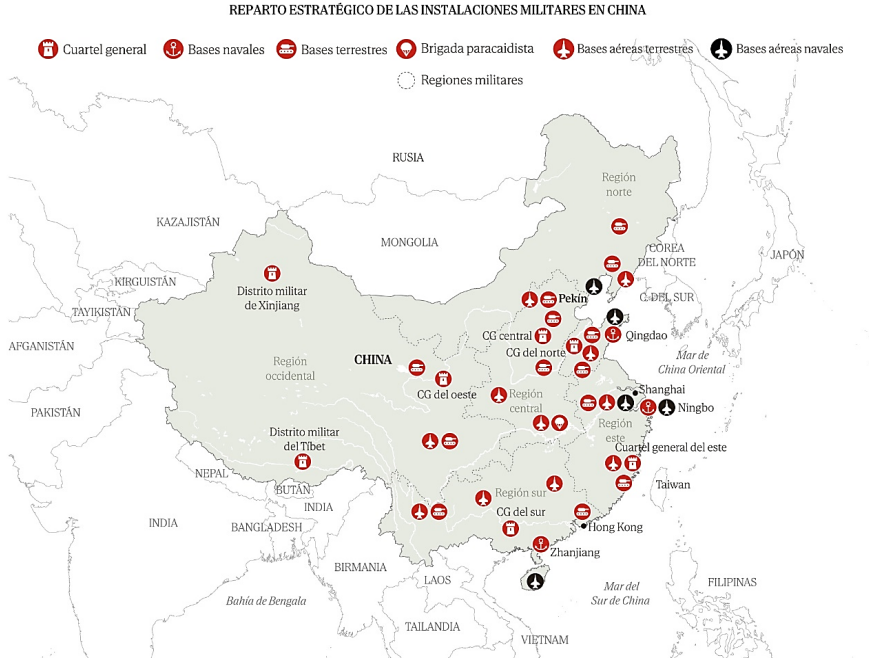 REPARTO ESTRATÉGICO DE LAS INSTALACIONES MILITARES EN CHINA
Cuartel general
Bases navales
Bases terrestres
Brigada paracaidista
Bases aéreas terrestres
Bases aéreas navales
Regiones militares
RUSIA
Región
norte
KAZAJISTÁN
MONGOLIA
COREA
DEL NORTE
JAPÓN
KIRGUISTÁN
Distrito militar
de Xinjiang
Pekín
C. DEL SUR
TAYIKISTÁN
AFGANISTÁN
CG central
Qingdao
CG del norte
Mar de
China Oriental
CHINA
Región
occidental
CG del oeste
Región
central
Shanghai
Ningbo
PAKISTÁN
Región
este
Distrito militar
del Tíbet
Cuartel general del este
NEPAL
BUTÁN
Taiwan
INDIA
Región sur
CG del sur
INDIA
BANGLADESH
Hong Kong
Zhanjiang
BIRMANIA
LAOS
FILIPINAS
Bahía de Bengala
Mar del
Sur de China
TAILANDIA
VIETNAM